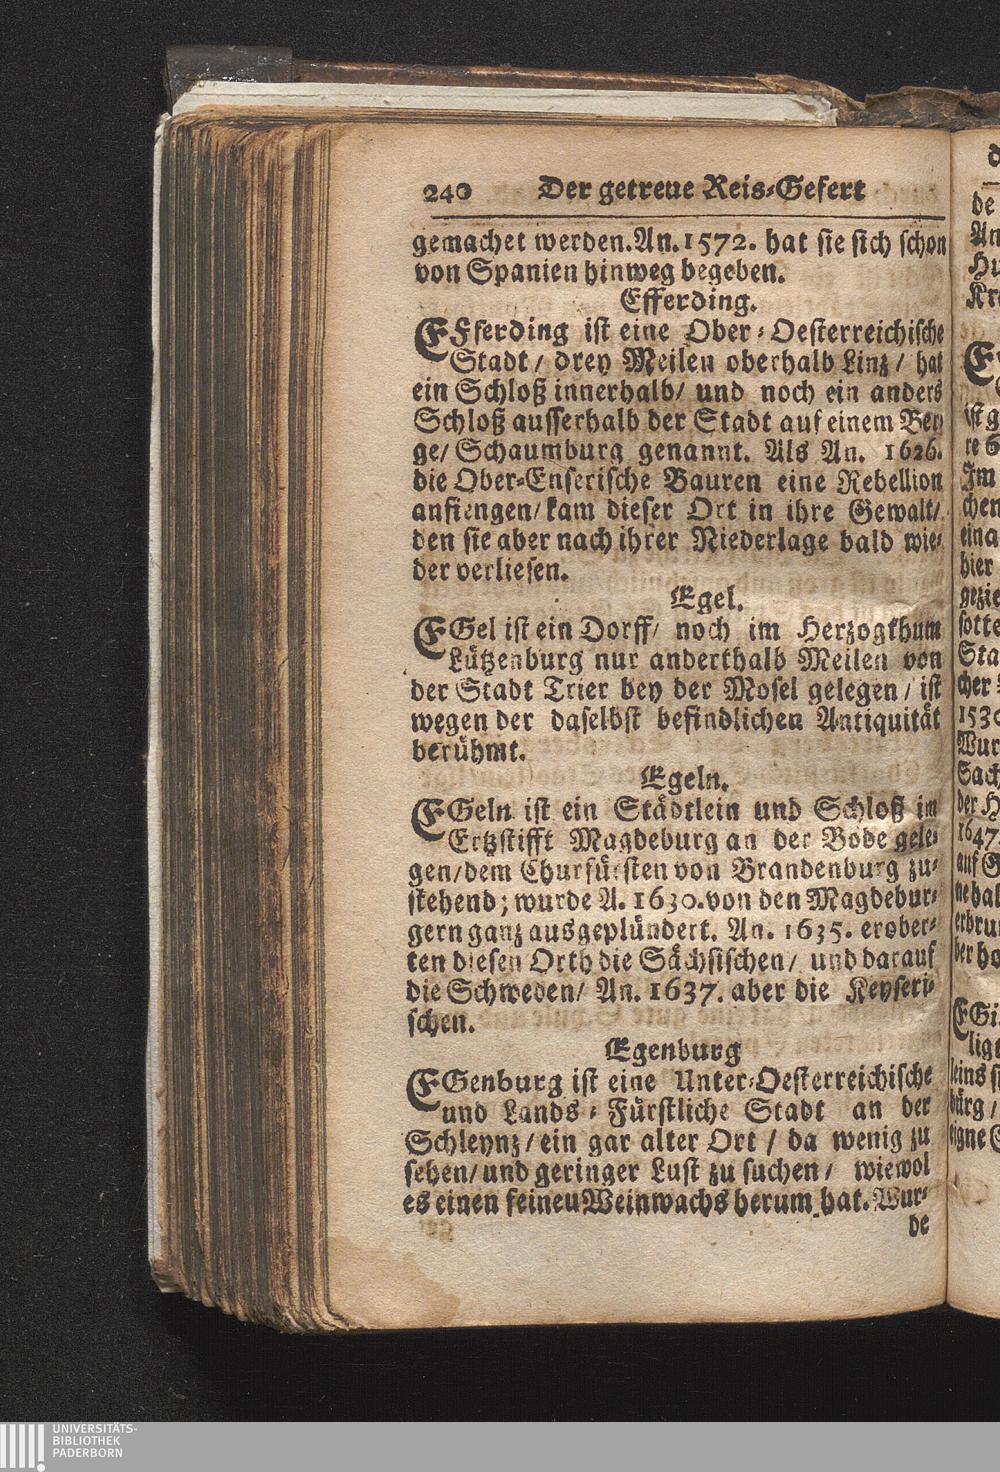 240 Der getreue Reis-Gefert
gemachet werden. An. 1572. hat sie sich schon
von Spanien hinweg begeben.
Efferding.
EFferding ist eine Ober-Oesterreichische
Stadt / drey Meilen oberhalb Linz / hat
ein Schloß innerhalb / und noch ein anders
Schloß ausserhalb der Stadt auf einem Ber-
ge / Schaumburg genannt. Als An. 1626.
die Ober-Enserische Bauren eine Rebellion
anfiengen / kam dieser Ort in ihre Gewalt /
den sie aber nach ihrer Niederlage bald wie-
der verliesen.
Egel.
EGel ist ein Dorff / noch im Herzogthum
Lützenburg nur anderthalb Meilen von
der Stadt Trier bey der Mosel gelegen / ist
wegen der daselbst befindlichen Antiquität
berühmt.
Egeln.
EGeln ist ein Städtlein und Schloß im
Ertzstifft Magdeburg an der Bode gele-
gen / dem Churfürsten von Brandenburg zu-
stehend; wurde A. 1630. von den Magdebur-
gern ganz ausgeplündert. An. 1635. erober-
ten diesen Orth die Sächsischen / und darauf
die Schweden / An. 1637. aber die Keyseri-
schen.
Egenburg
EGenburg ist eine Unter-Oesterreichische
und Lands-Fürstliche Stadt an der
Schleynz / ein gar alter Ort / da wenig zu
sehen / und geringer Lust zu suchen / wiewol
es einen feinen Weinwachs herum hat. Wur-
de
UNIVERSITÄTS-
BIBLIOTHEK
PADERBORN